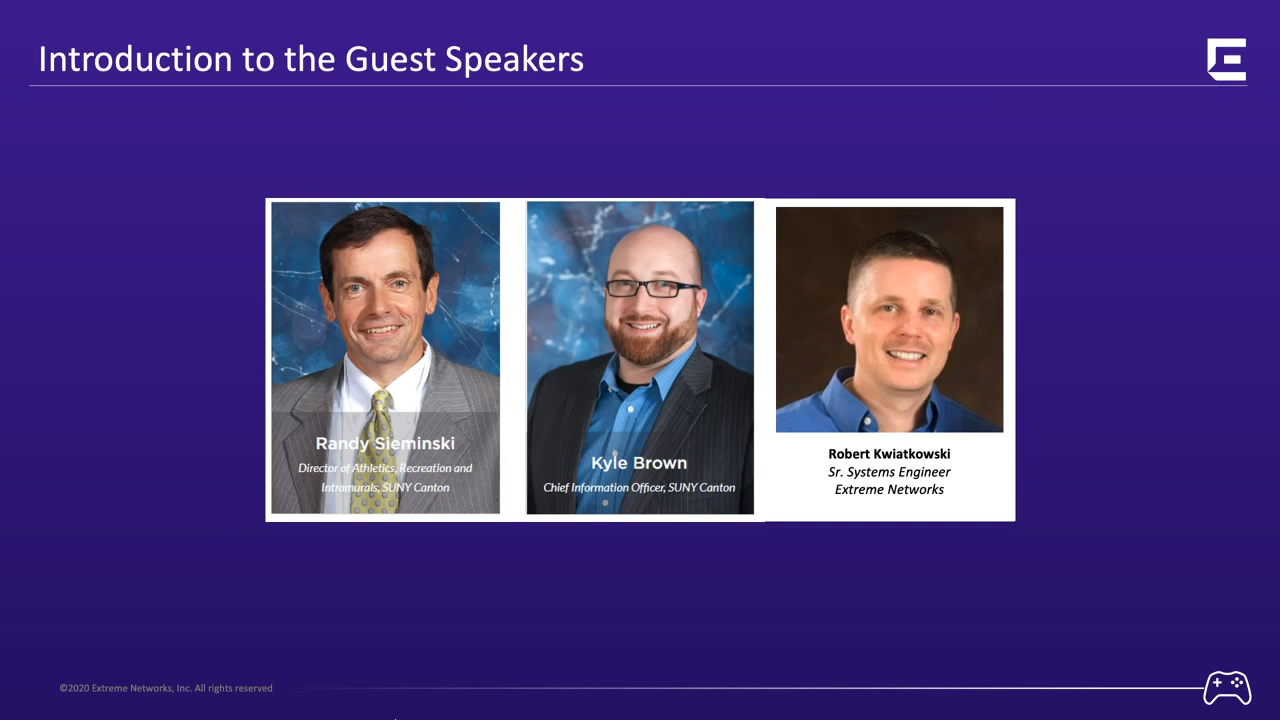 Introduction to the Guest Speakers
Randy Sieminski
Director of Athletics, Recreation and
Intramurals, SUNY Canton
Kyle Brown
Chief Information Officer, SUNY Canton
Robert Kwiatkowski
Sr. Systems Engineer
Extreme Networks
©2020 Extreme Networks, Inc. All rights reserved